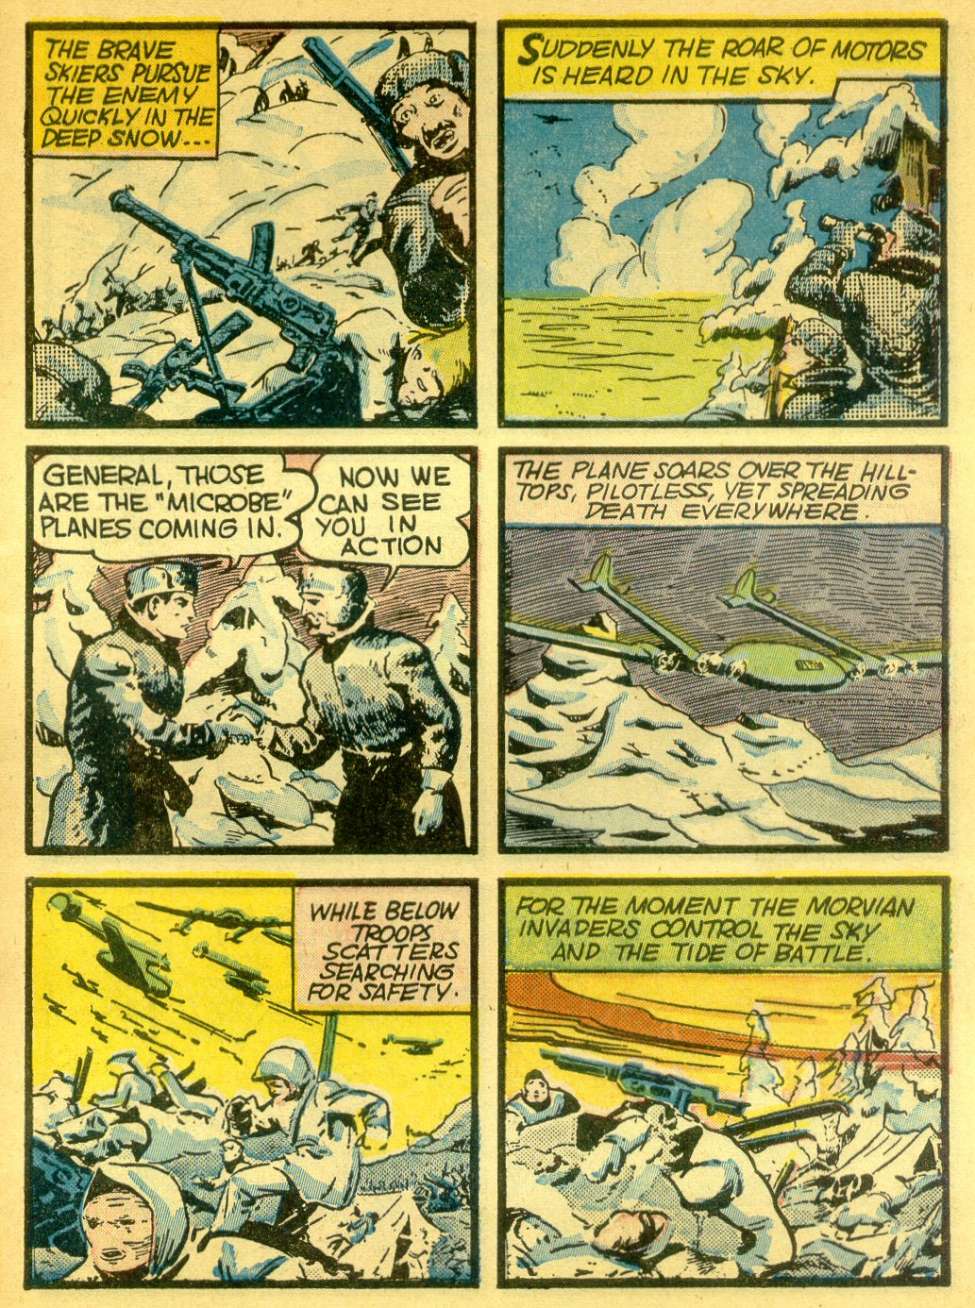 THE BRAVE
SKIERS PURSUE
THE ENEMY
QUICKLY IN THE
DEEP SNOW...
SUDDENLY THE ROAR OF MOTORS
IS HEARD IN THE SKY.
GENERAL, THOSE
ARE THE "MICROBE"
PLANES COMING IN.
NOW WE
CAN SEE
YOU IN
ACTION
THE PLANE SOARS OVER THE HILL-
TOPS, PILOTLESS, YET SPREADING
DEATH EVERYWHERE.
WHILE BELOW
TROOPS
SCATTERS
SEARCHING
FOR SAFETY.
FOR THE MOMENT THE MORVIAN
INVADERS CONTROL THE SKY
AND THE TIDE OF BATTLE.